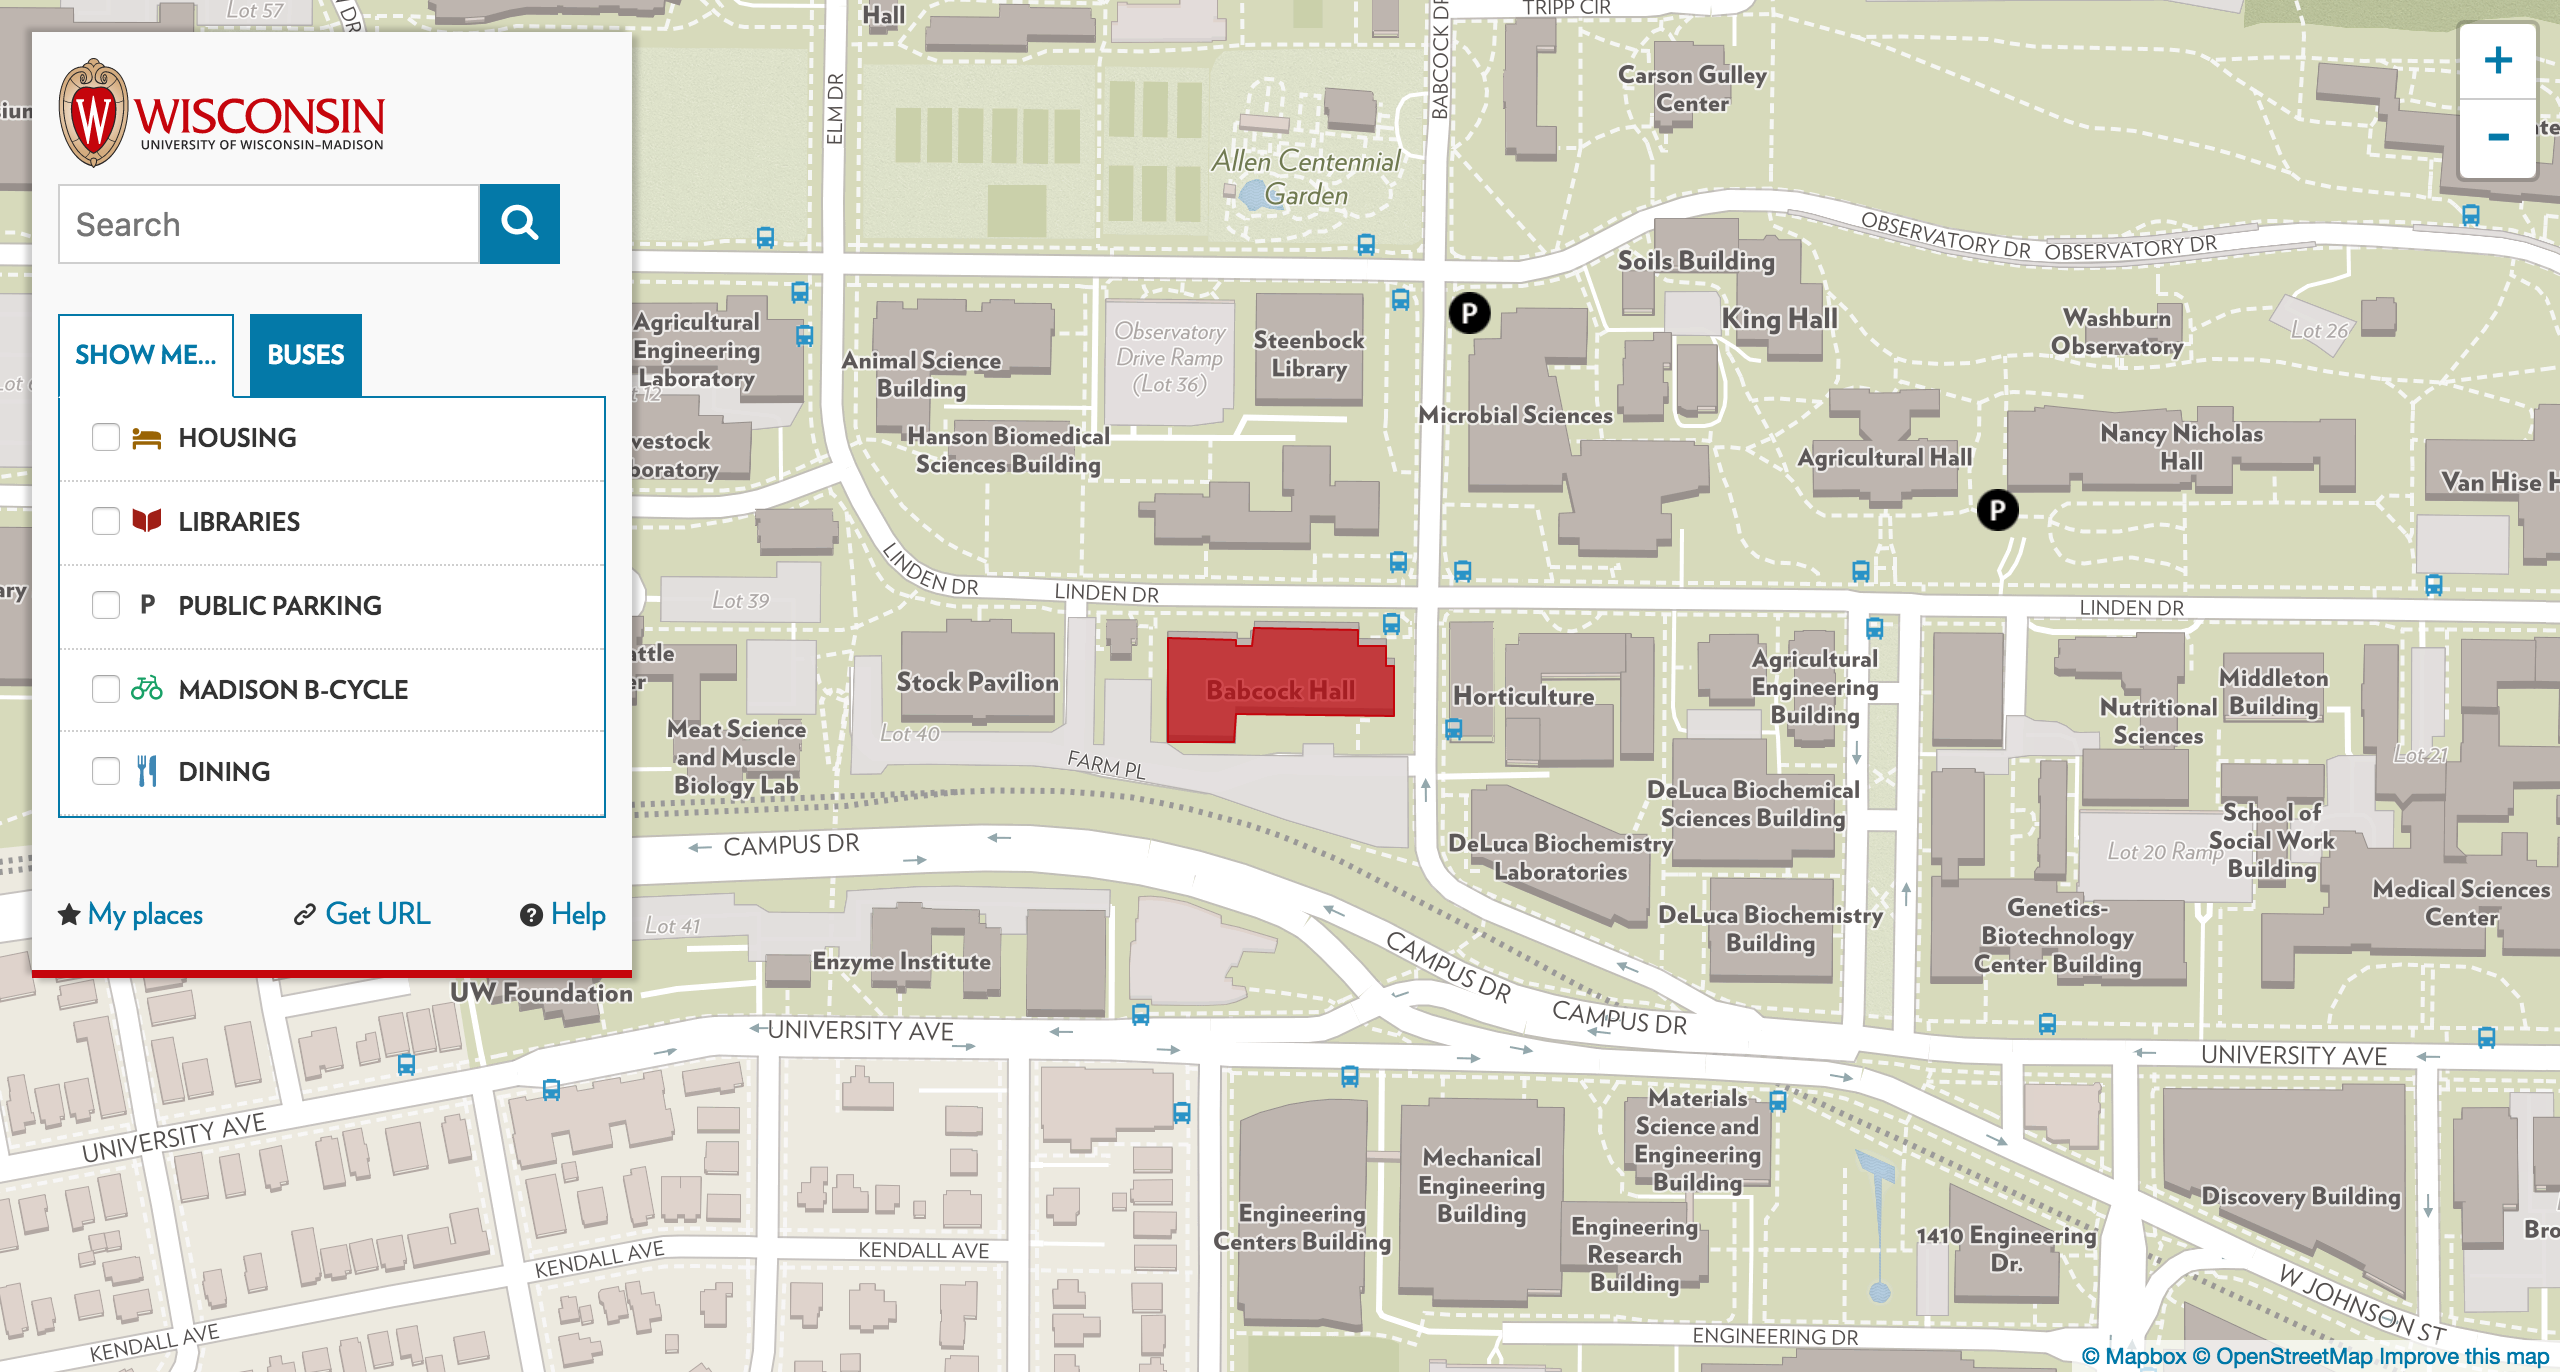 Lot 57
DR
Hall
TRIPP CIR
BABCOCK DR
ELM DR
Carson Gulley
Center
W
WISCONSIN
UNIVERSITY OF WISCONSIN–MADISON
Search
Allen Centennial
Garden
+
−
OBSERVATORY DR
OBSERVATORY DR
SHOW ME...
BUSES
HOUSING
LIBRARIES
P
PUBLIC PARKING
MADISON B-CYCLE
DINING
My places
Get URL
? Help
Agricultural
Engineering
Laboratory
Animal Science
Building
Observatory
Drive Ramp
(Lot 36)
Steenbock
Library
P
Soils Building
King Hall
Washburn
Observatory
Lot 26
Microbial Sciences
Hanson Biomedical
Sciences Building
Agricultural Hall
Nancy Nicholas
Hall
Van Hise H
P
LINDEN DR
LINDEN DR
LINDEN DR
Lot 39
Stock Pavilion
Babcock Hall
Horticulture
Agricultural
Engineering
Building
Nutritional
Sciences
Middleton
Building
Lot 40
Lot 21
Meat Science
and Muscle
Biology Lab
FARM PL
DeLuca Biochemical
Sciences Building
School of
Social Work
Building
Lot 20 Ramp
CAMPUS DR
DeLuca Biochemistry
Laboratories
Medical Sciences
Center
Lot 41
DeLuca Biochemistry
Building
Genetics-
Biotechnology
Center Building
Enzyme Institute
CAMPUS DR
CAMPUS DR
UW Foundation
UNIVERSITY AVE
UNIVERSITY AVE
UNIVERSITY AVE
Materials
Science and
Engineering
Building
Mechanical
Engineering
Building
Engineering
Centers Building
Engineering
Research
Building
1410 Engineering
Dr.
Discovery Building
Bro
KENDALL AVE
KENDALL AVE
KENDALL AVE
W JOHNSON ST
ENGINEERING DR
© Mapbox © OpenStreetMap Improve this map